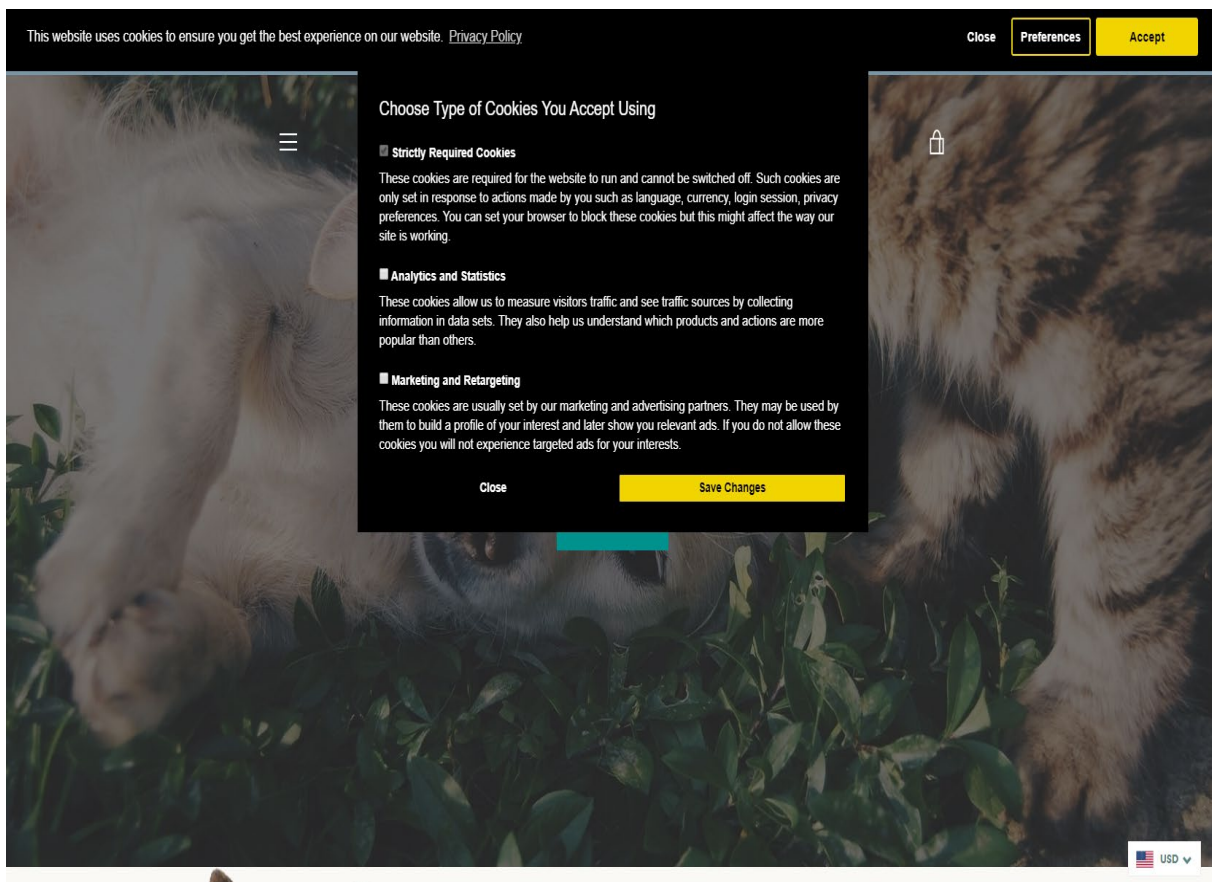 This website uses cookies to ensure you get the best experience on our website. Privacy Policy
Close Preferences Accept
Choose Type of Cookies You Accept Using
Strictly Required Cookies
These cookies are required for the website to run and cannot be switched off. Such cookies are
only set in response to actions made by you such as language, currency, login session, privacy
preferences. You can set your browser to block these cookies but this might affect the way our
site is working.
Analytics and Statistics
These cookies allow us to measure visitors traffic and see traffic sources by collecting
information in data sets. They also help us understand which products and actions are more
popular than others.
Marketing and Retargeting
These cookies are usually set by our marketing and advertising partners. They may be used by
them to build a profile of your interest and later show you relevant ads. If you do not allow these
cookies you will not experience targeted ads for your interests.
Close Save Changes
USD